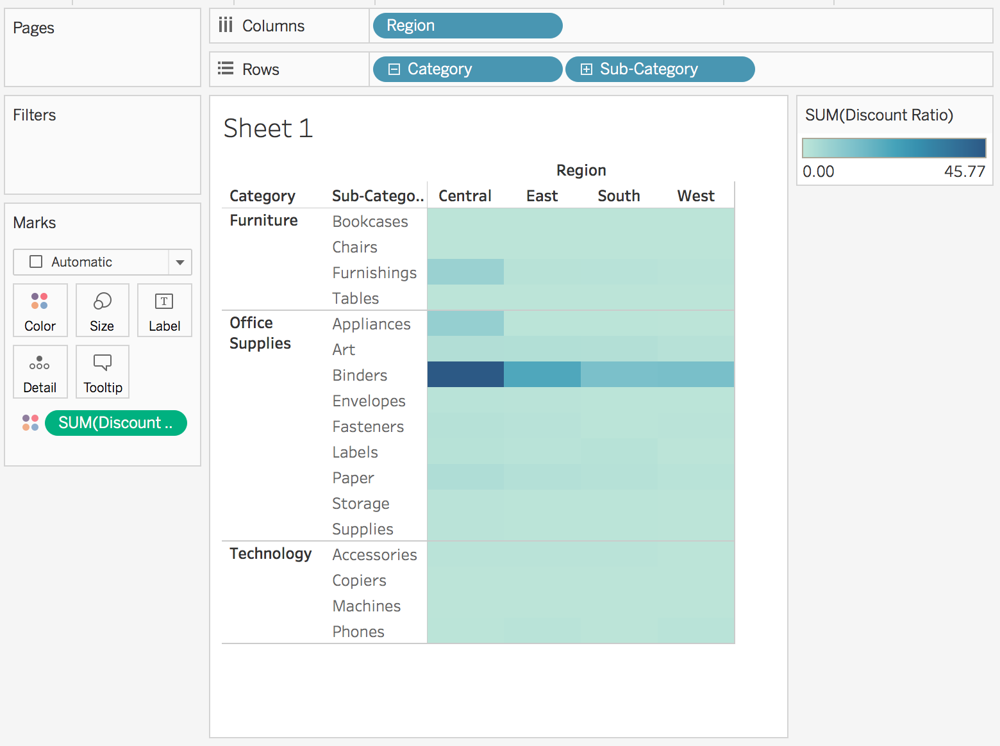 Pages
Columns
Region
Rows
Category
Sub-Category
Filters
Sheet 1
SUM(Discount Ratio)
0.00 45.77
Region
Category Sub-Catego.. Central East South West
Furniture Bookcases
Chairs
Furnishings
Tables
Office Supplies Appliances
Art
Binders
Envelopes
Fasteners
Labels
Paper
Storage
Supplies
Technology Accessories
Copiers
Machines
Phones
Marks
Automatic
Color Size T Label
Detail Tooltip
SUM(Discount ..